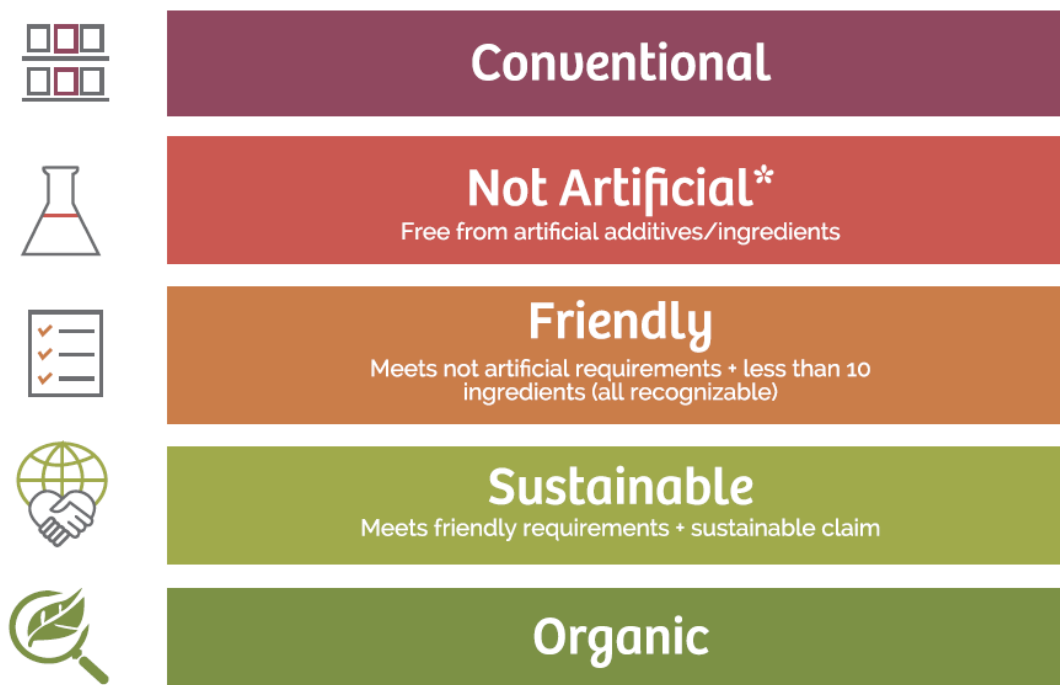 Conventional
Not Artificial*
Free from artificial additives/ingredients
Friendly
Meets not artificial requirements + less than 10
ingredients (all recognizable)
Sustainable
Meets friendly requirements + sustainable claim
Organic